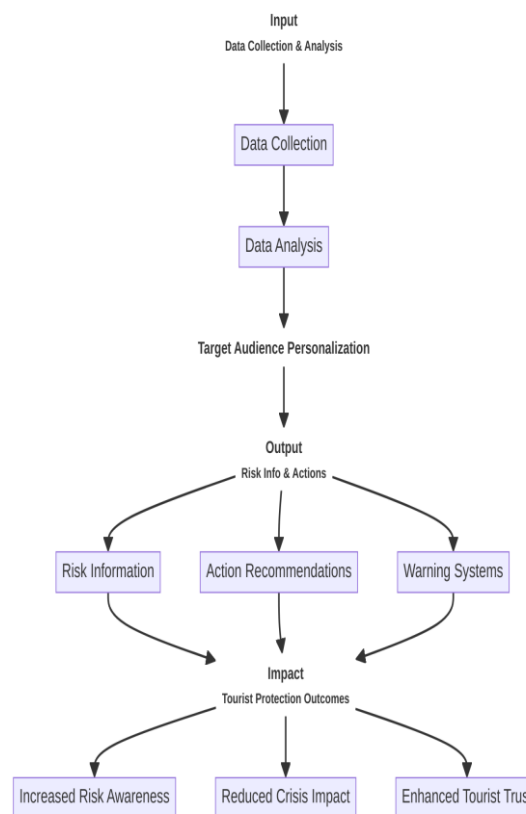 Input
Data Collection & Analysis
Data Collection
Data Analysis
Target Audience Personalization
Output
Risk Info & Actions
Risk Information
Action Recommendations
Warning Systems
Impact
Tourist Protection Outcomes
Increased Risk Awareness
Reduced Crisis Impact
Enhanced Tourist Trus